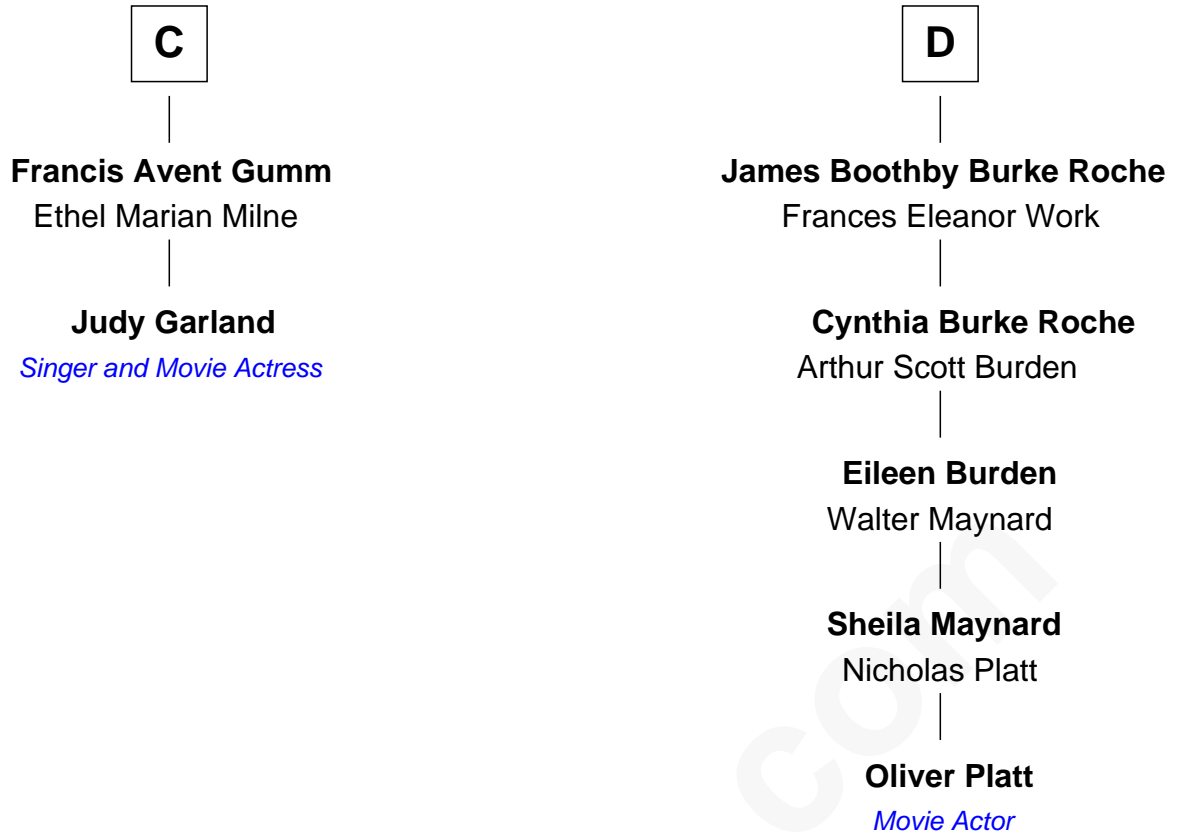 C
Francis Avent Gumm
Ethel Marian Milne
Judy Garland
Singer and Movie Actress
D
James Boothby Burke Roche
Frances Eleanor Work
Cynthia Burke Roche
Arthur Scott Burden
Eileen Burden
Walter Maynard
Sheila Maynard
Nicholas Platt
Oliver Platt
Movie Actor
com